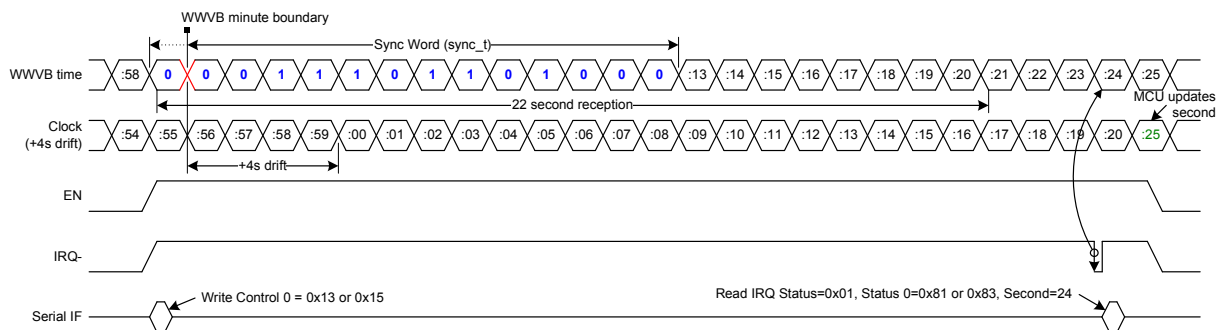 WWVB minute boundary
Sync Word (sync_t)
WWVB time :58 0 0 0 1 1 1 0 1 1 0 1 0 0 0 :13 :14 :15 :16 :17 :18 :19 :20 :21 :22 :23 :24 :25
22 second reception
MCU updates
second
Clock
(+4s drift) :54 :55 :56 :57 :58 :59 :00 :01 :02 :03 :04 :05 :06 :07 :08 :09 :10 :11 :12 :13 :14 :15 :16 :17 :18 :19 :20 :25
+4s drift
EN
IRQ-
Write Control 0 = 0x13 or 0x15
Read IRQ Status=0x01, Status 0=0x81 or 0x83, Second=24
Serial IF